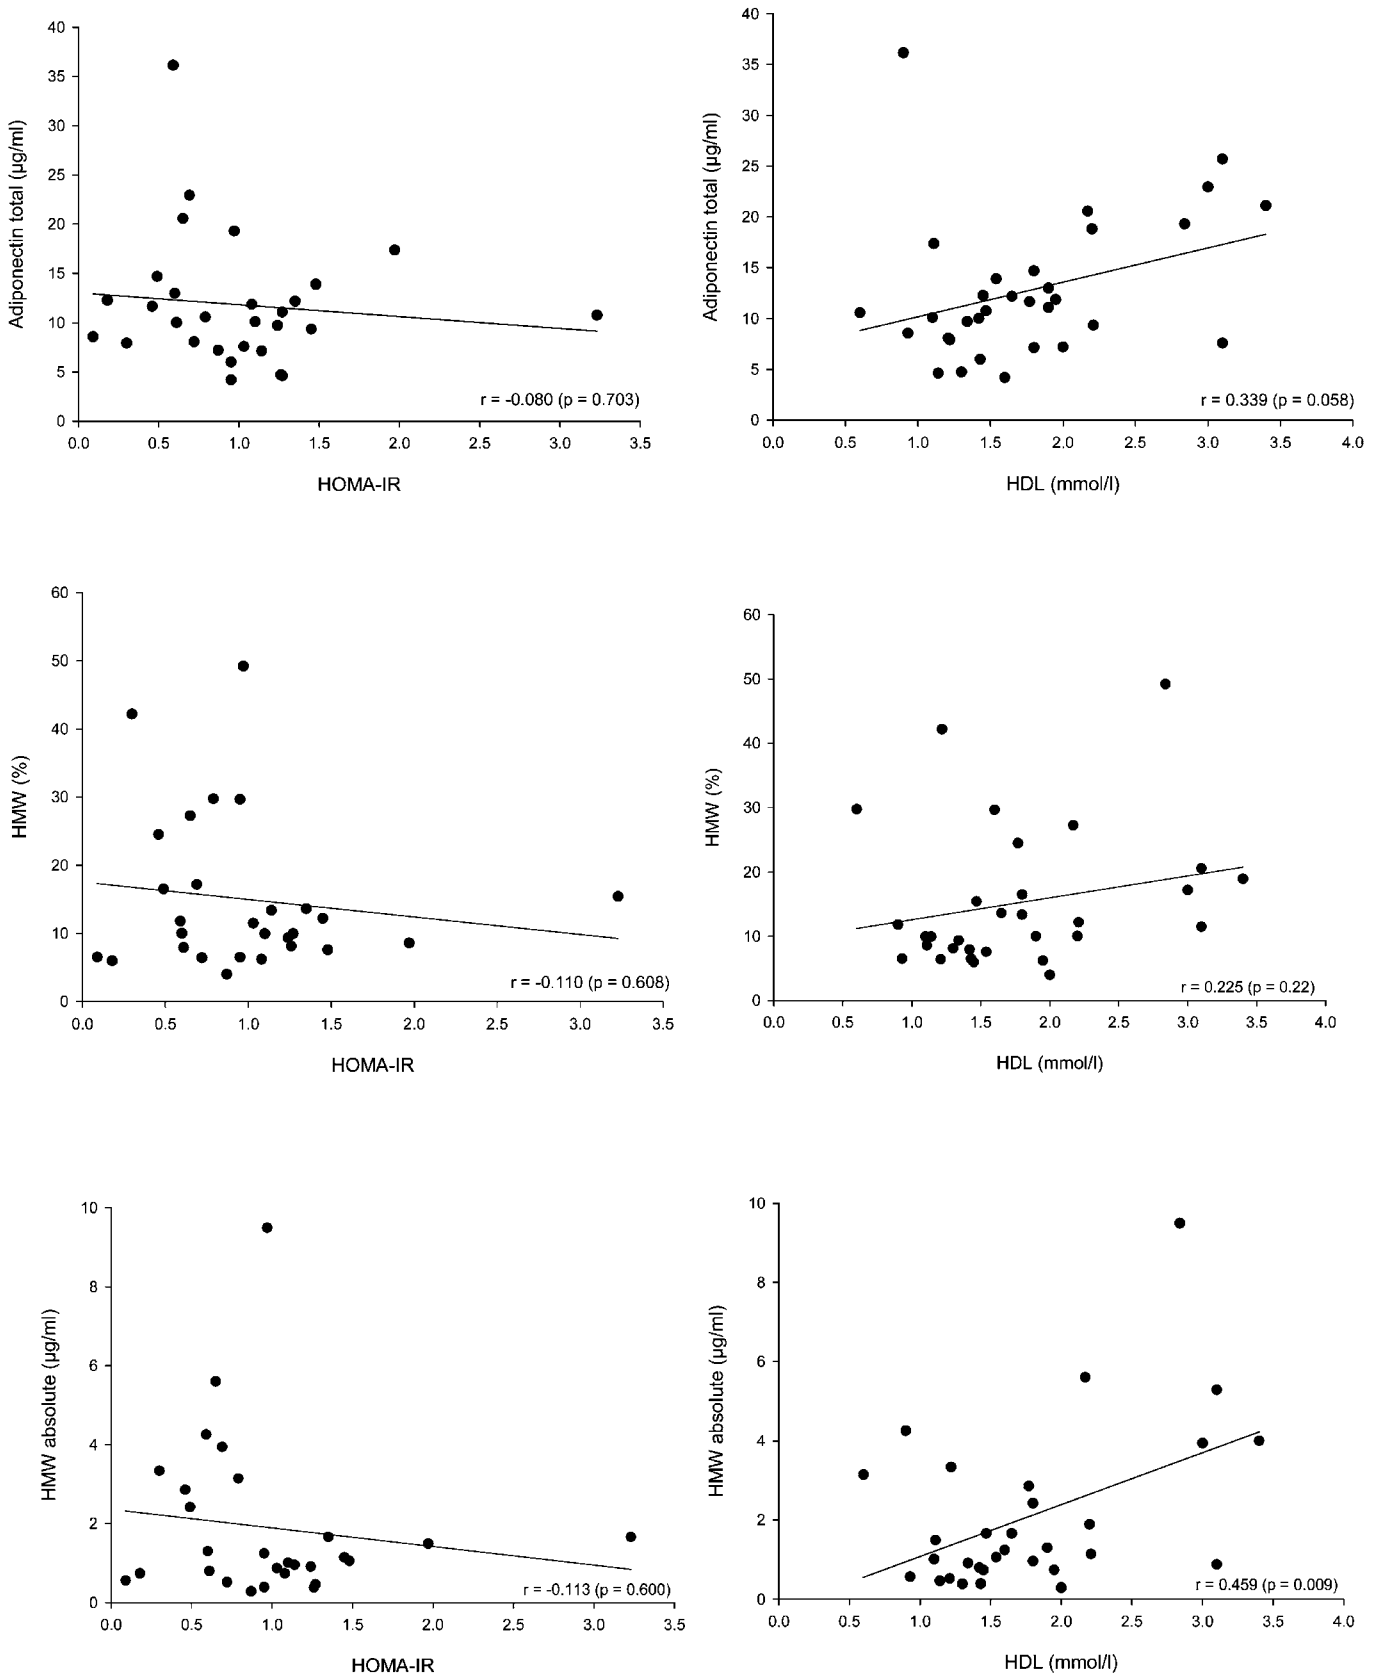 40
35
30
25
20
15
10
5
0
Adiponectin total (µg/ml)
r = -0.080 (p = 0.703)
0.0 0.5 1.0 1.5 2.0 2.5 3.0 3.5
HOMA-IR
40
35
30
25
20
15
10
5
0
Adiponectin total (µg/ml)
r = 0.339 (p = 0.058)
0.0 0.5 1.0 1.5 2.0 2.5 3.0 3.5 4.0
HDL (mmol/l)
60
50
40
30
20
10
0
HMW (%)
r = -0.110 (p = 0.608)
0.0 0.5 1.0 1.5 2.0 2.5 3.0 3.5
HOMA-IR
60
50
40
30
20
10
0
HMW (%)
r = 0.225 (p = 0.22)
0.0 0.5 1.0 1.5 2.0 2.5 3.0 3.5 4.0
HDL (mmol/l)
10
8
6
4
2
0
HMW absolute (µg/ml)
r = -0.113 (p = 0.600)
0.0 0.5 1.0 1.5 2.0 2.5 3.0 3.5
HOMA-IR
10
8
6
4
2
0
HMW absolute (µg/ml)
r = 0.459 (p = 0.009)
0.0 0.5 1.0 1.5 2.0 2.5 3.0 3.5 4.0
HDL (mmol/l)